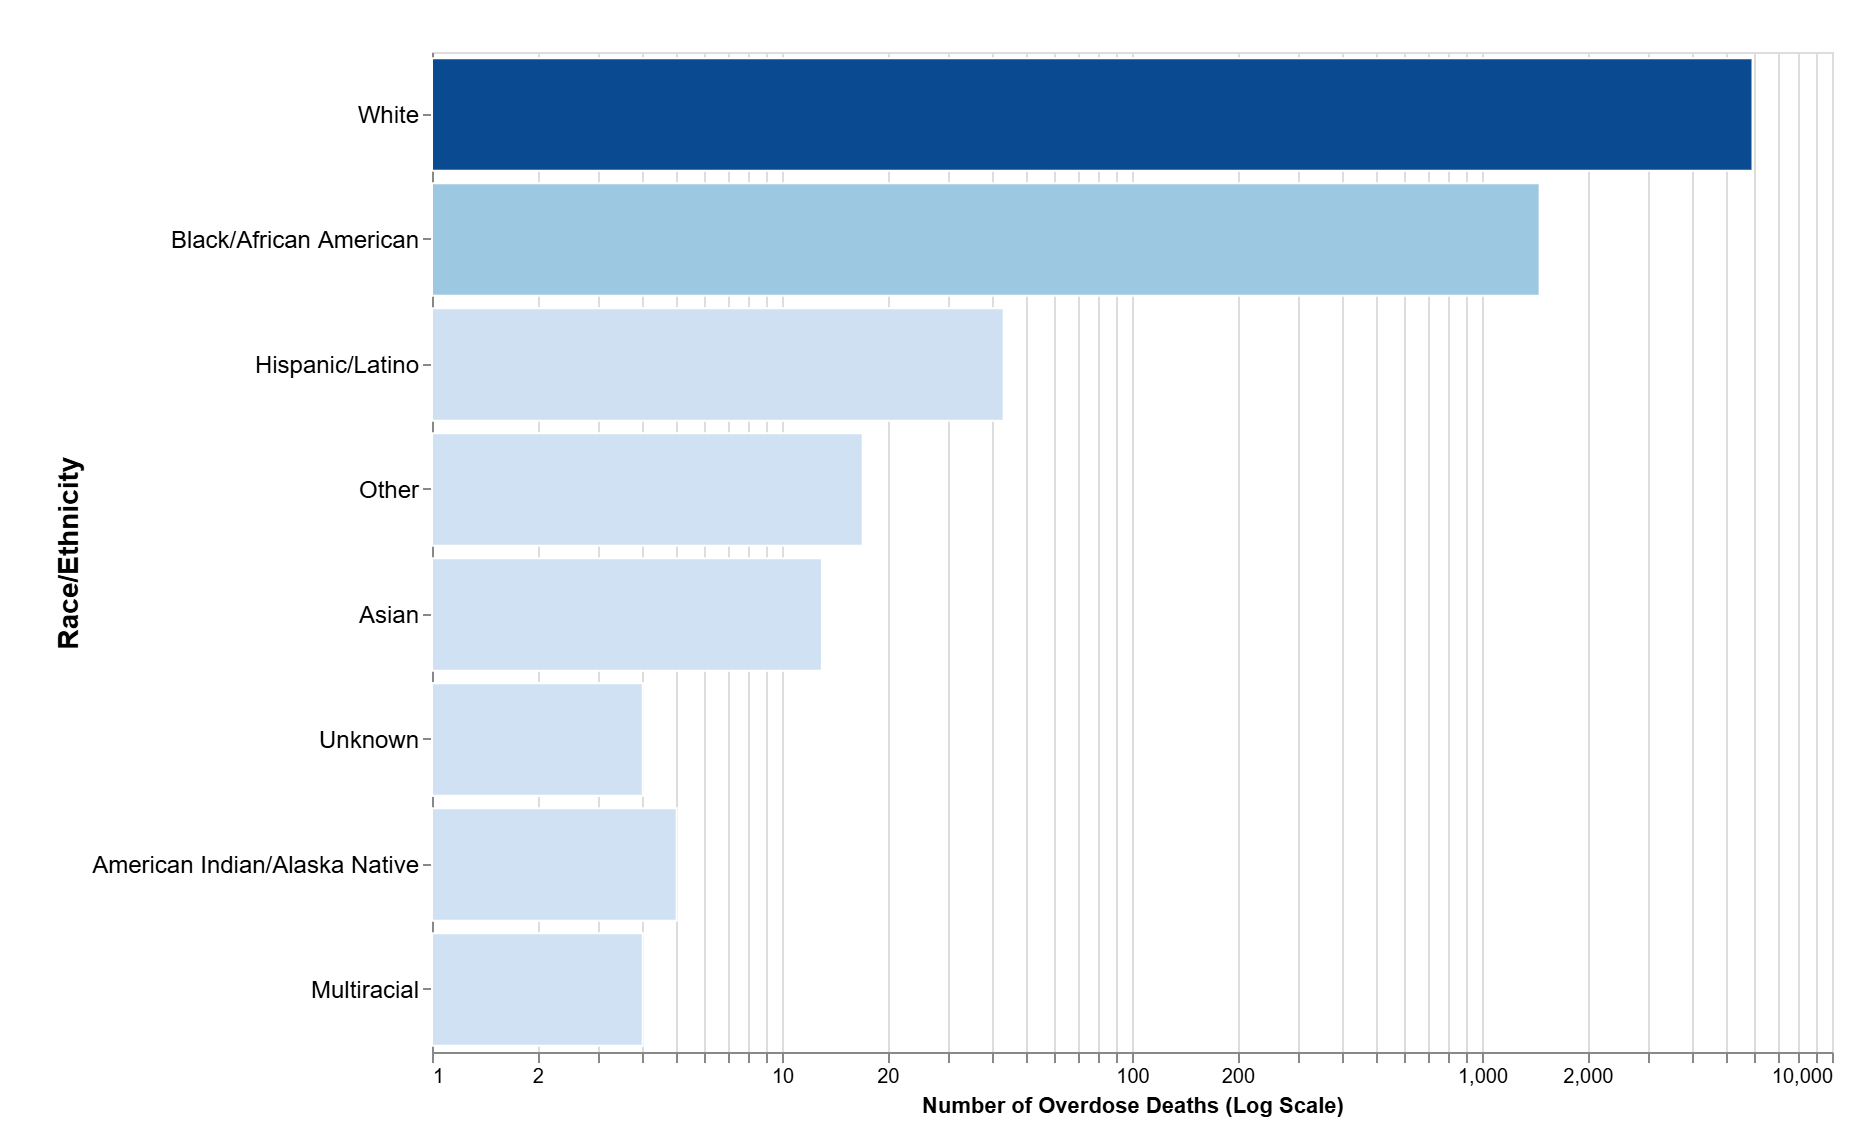 White
Black/African American
Hispanic/Latino
Other
Asian
Unknown
American Indian/Alaska Native
Multiracial
Race/Ethnicity
1 2 10 20 100 200 1,000 2,000 10,000
Number of Overdose Deaths (Log Scale)